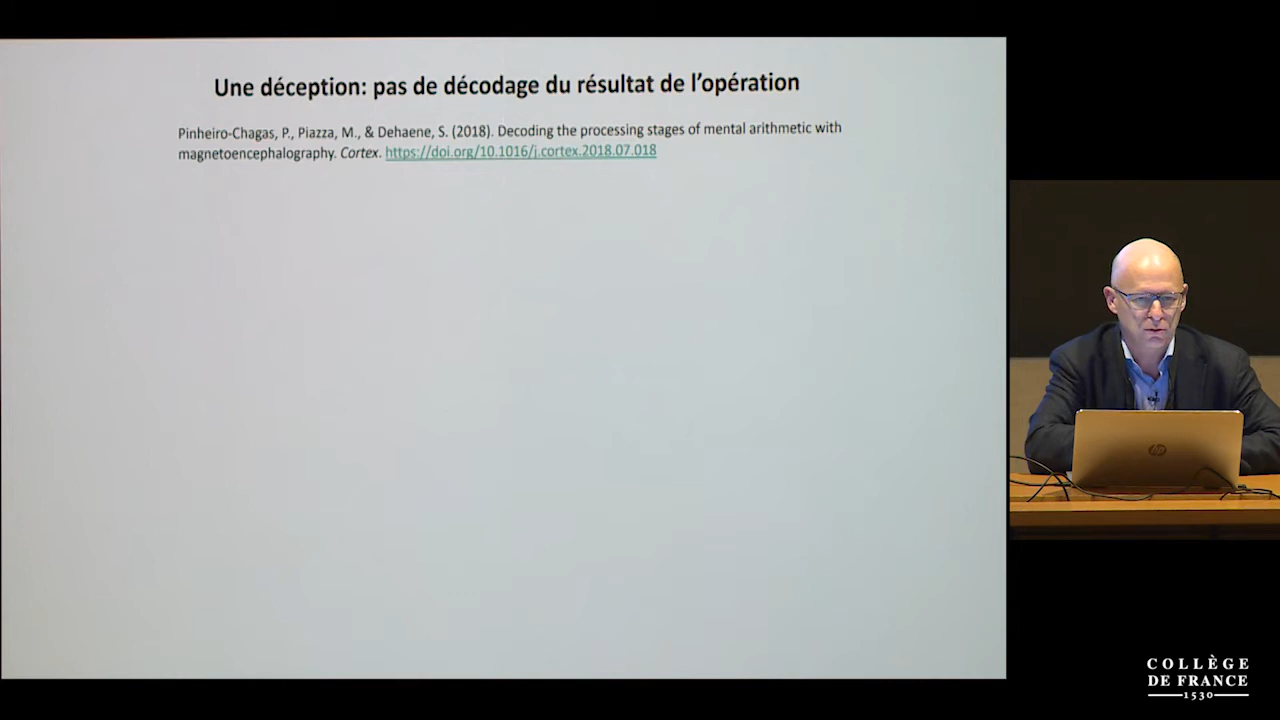 Une déception: pas de décodage du résultat de l'opération
Pinheiro-Chagas, P., Piazza, M., & Dehaene, S. (2018). Decoding the processing stages of mental arithmetic with
magnetoencephalography. Cortex. https://doi.org/10.1016/j.cortex.2018.07.018
hp
COLLÈGE
DE FRANCE
1530